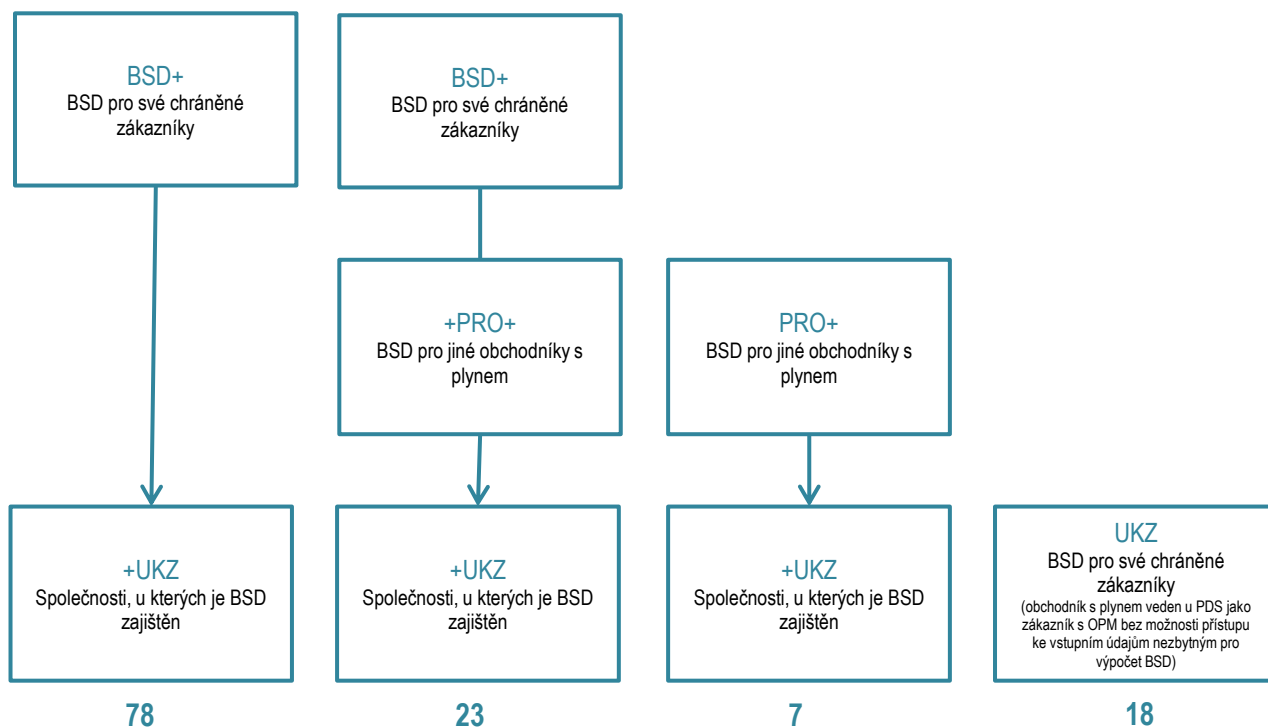 BSD+
BSD pro své chráněné
zákazníky
BSD+
BSD pro své chráněné
zákazníky
+PRO+
BSD pro jiné obchodníky s
plynem
PRO+
BSD pro jiné obchodníky s
plynem
+UKZ
Společnosti, u kterých je BSD
zajištěn
+UKZ
Společnosti, u kterých je BSD
zajištěn
+UKZ
Společnosti, u kterých je BSD
zajištěn
UKZ
BSD pro své chráněné
zákazníky
(obchodník s plynem veden u PDS jako
zákazník s OPM bez možnosti přístupu
ke vstupním údajům nezbytným pro
výpočet BSD)
78
23
7
18